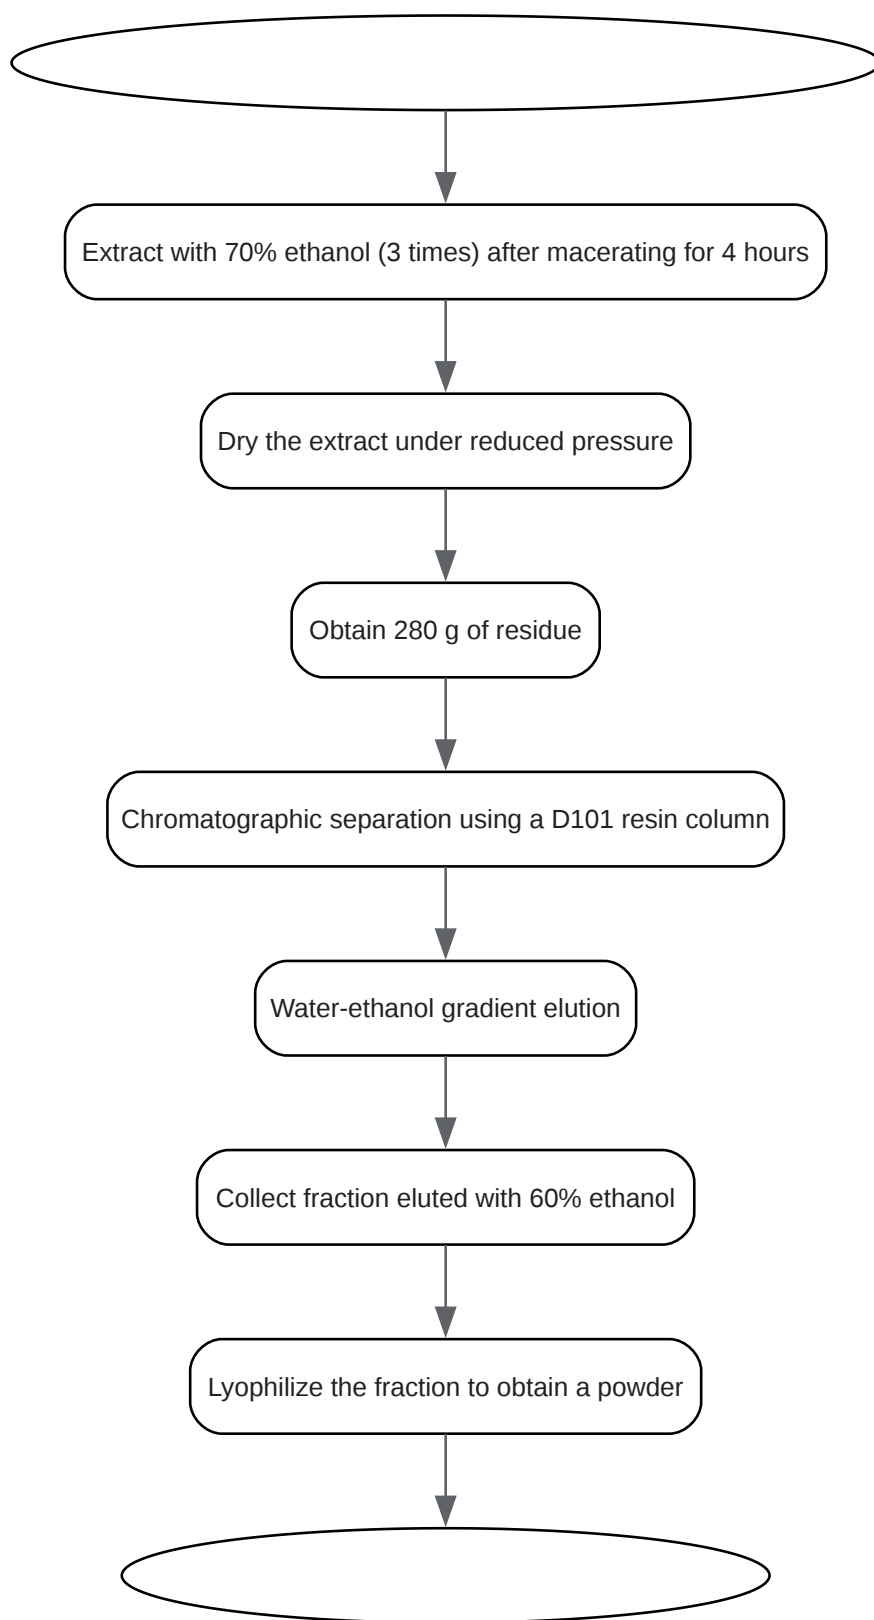 Extract with 70% ethanol (3 times) after macerating for 4 hours
Dry the extract under reduced pressure
Obtain 280 g of residue
Chromatographic separation using a D101 resin column
Water-ethanol gradient elution
Collect fraction eluted with 60% ethanol
Lyophilize the fraction to obtain a powder